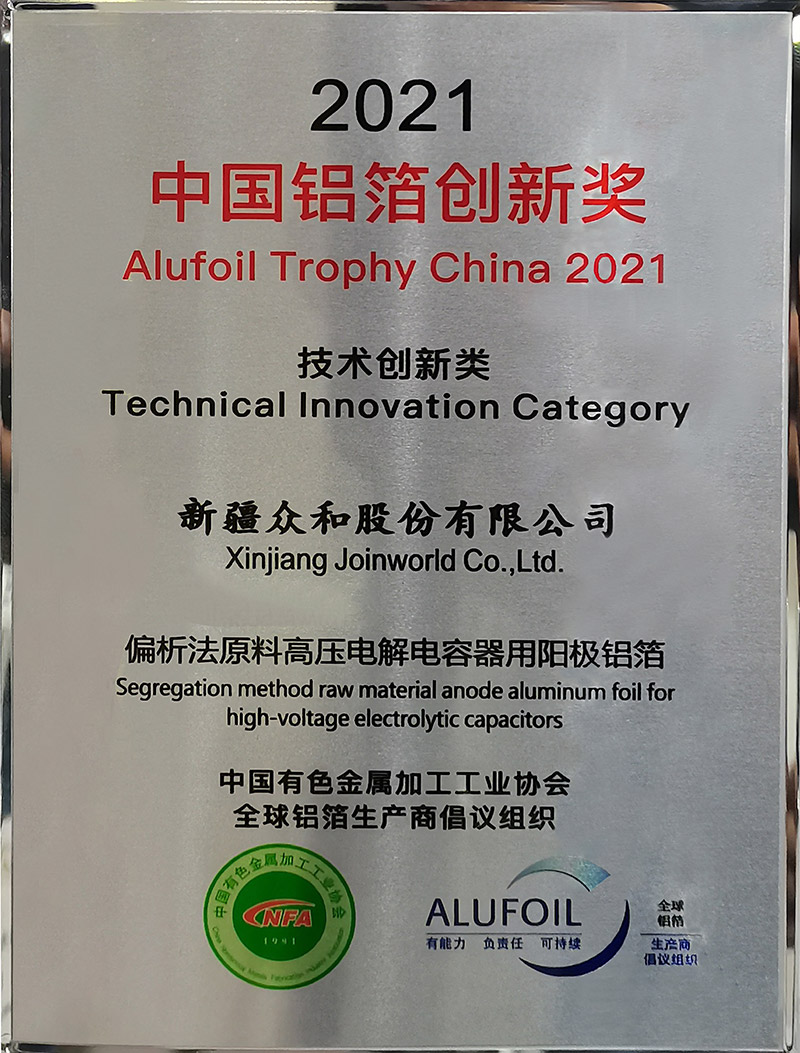 2021
中国铝箔创新奖
Alufoil Trophy China 2021
技术创新类
Technical Innovation Category
新疆众和股份有限公司
Xinjiang Joinworld Co.,Ltd.
偏析法原料高压电解电容器用阳极铝箔
Segregation method raw material anode aluminum foil for
high-voltage electrolytic capacitors
中国有色金属加工工业协会
全球铝箔生产商倡议组织
中国有色金属加工工业协会
CNFA
1991
China Nonferrous Metals Fabrication Industry Association
ALUFOIL
有能力 负责任 可持续
全球
铝箔
生产商
倡议组织